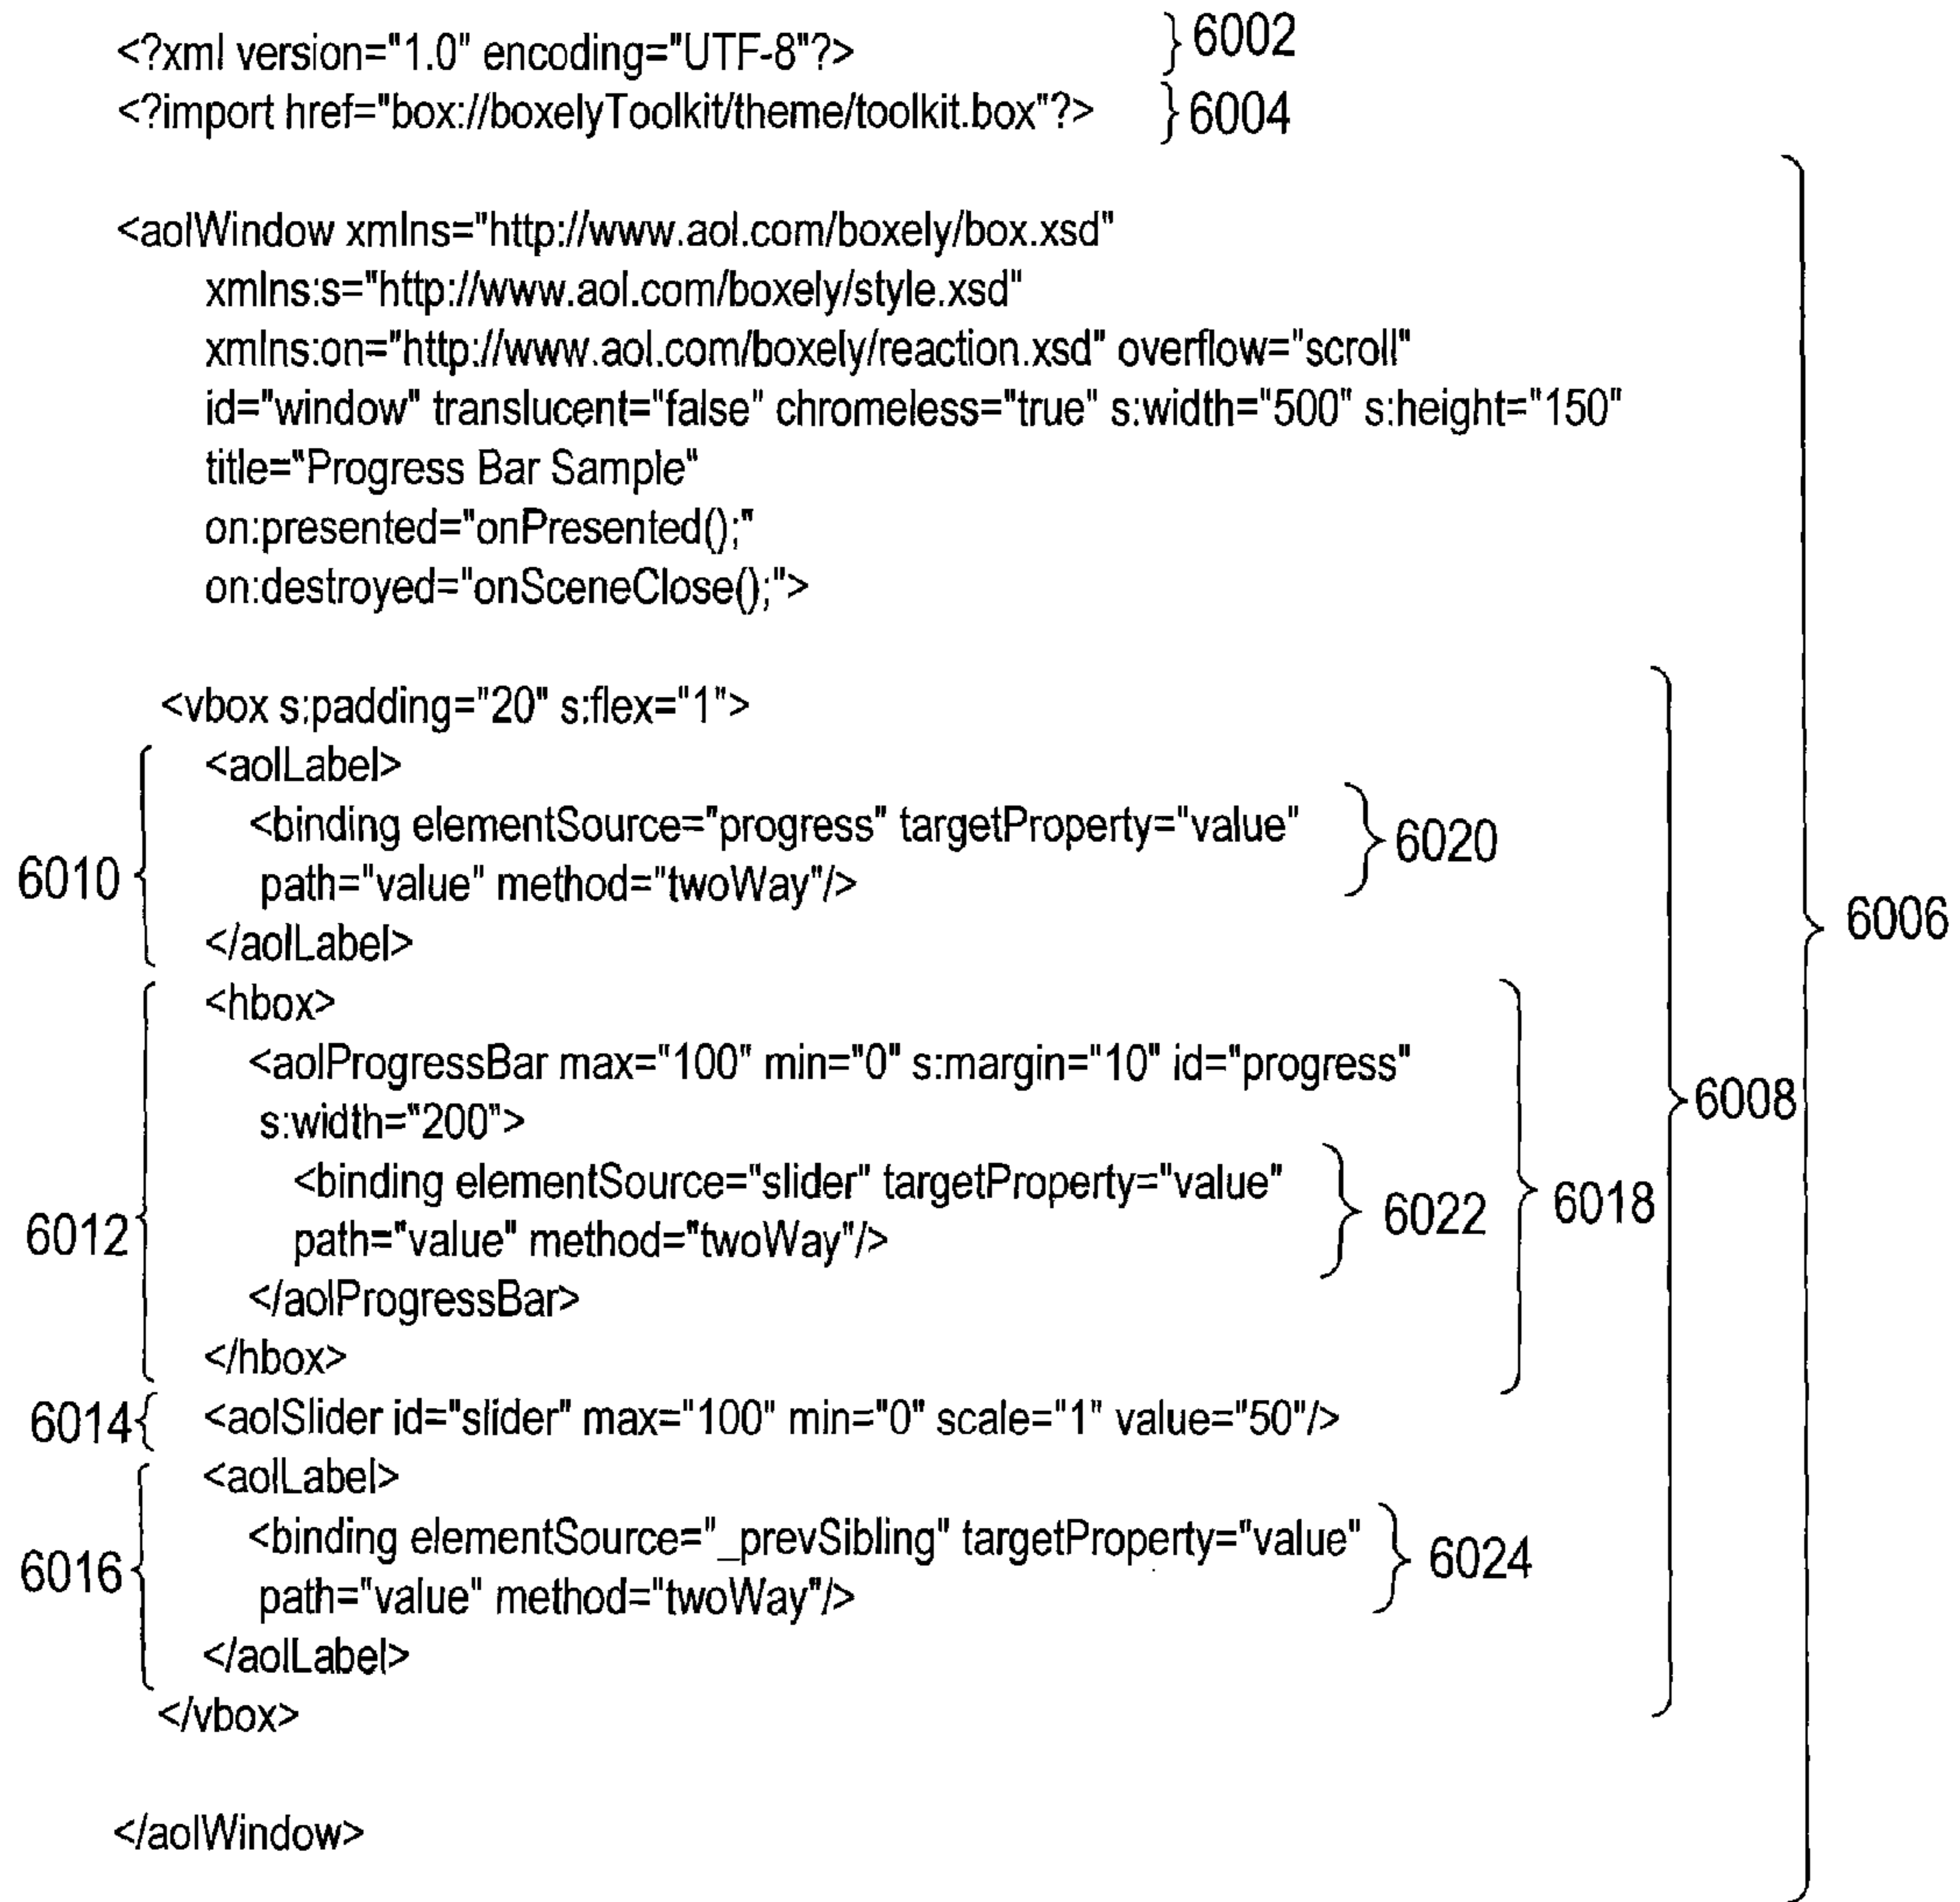 <?xml version="1.0" encoding="UTF-8"?> } 6002
<?import href="box://boxelyToolkit/theme/toolkit.box"?> } 6004
<aolWindow xmlns="http://www.aol.com/boxely/box.xsd"
xmlns:s="http://www.aol.com/boxely/style.xsd"
xmlns:on="http://www.aol.com/boxely/reaction.xsd" overflow="scroll"
id="window" translucent="false" chromeless="true" s:width="500" s:height="150"
title="Progress Bar Sample"
on:presented="onPresented();"
on:destroyed="onSceneClose();">
<vbox s:padding="20" s:flex="1">
<aolLabel>
<binding elementSource="progress" targetProperty="value"
6020
6010
path="value" method="twoWay"/>
6006
</aolLabel>
<hbox>
<aolProgressBar max="100" min="0" s:margin="10" id="progress"
6008
s:width="200">
<binding elementSource="slider" targetProperty="value"
6022
6018
6012
path="value" method="twoWay"/>
</aolProgressBar>
</hbox>
6014 { <aolSlider id="slider" max="100" min="0" scale="1" value="50"/>
<aolLabel>
<binding elementSource="_prevSibling" targetProperty="value"
6024
6016
path="value" method="twoWay"/>
</aolLabel>
</vbox>
</aolWindow>